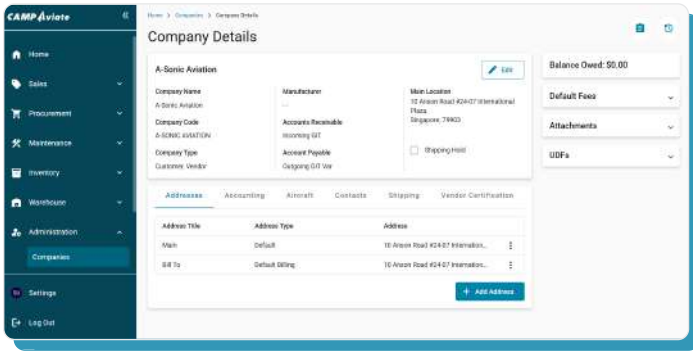 CAMP Aviate
Home
Sales
Procurement
Maintenance
Inventory
Warehouse
Administration
Companies
Settings
Log Out
Home > Companies > Company Details
Company Details
A-Sonic Aviation
Edit
Company Name
A-Sonic Aviation
Company Code
A-SONIC AVIATION
Company Type
Customer, Vendor
Manufacturer
--
Accounts Receivable
Incoming GIT
Account Payable
Outgoing GIT Var
Main Location
10 Anson Road #24-07 International
Plaza
Singapore, 79903
Shipping Hold
Addresses Accounting Aircraft Contacts Shipping Vendor Certification
Address Title Address Type Address
Main Default 10 Anson Road #24-07 Internation...
Bill To Default Billing 10 Anson Road #24-07 Internation...
+ Add Address
Balance Owed: $0.00
Default Fees
Attachments
UDFs